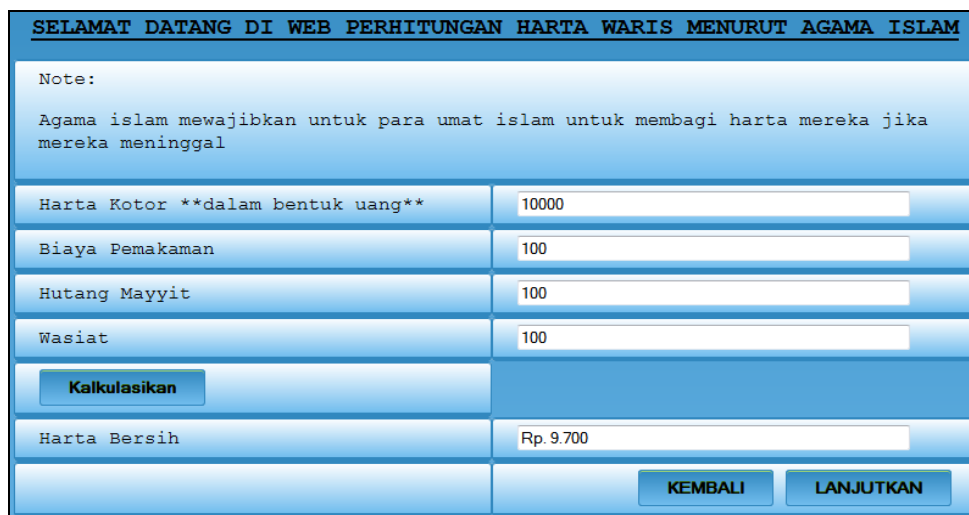 SELAMAT DATANG DI WEB PERHITUNGAN HARTA WARIS MENURUT AGAMA ISLAM
Note:
Agama islam mewajibkan untuk para umat islam untuk membagi harta mereka jika
mereka meninggal
Harta Kotor **dalam bentuk uang** 10000
Biaya Pemakaman 100
Hutang Mayyit 100
Wasiat 100
Kalkulasikan
Harta Bersih Rp. 9.700
KEMBALI LANJUTKAN